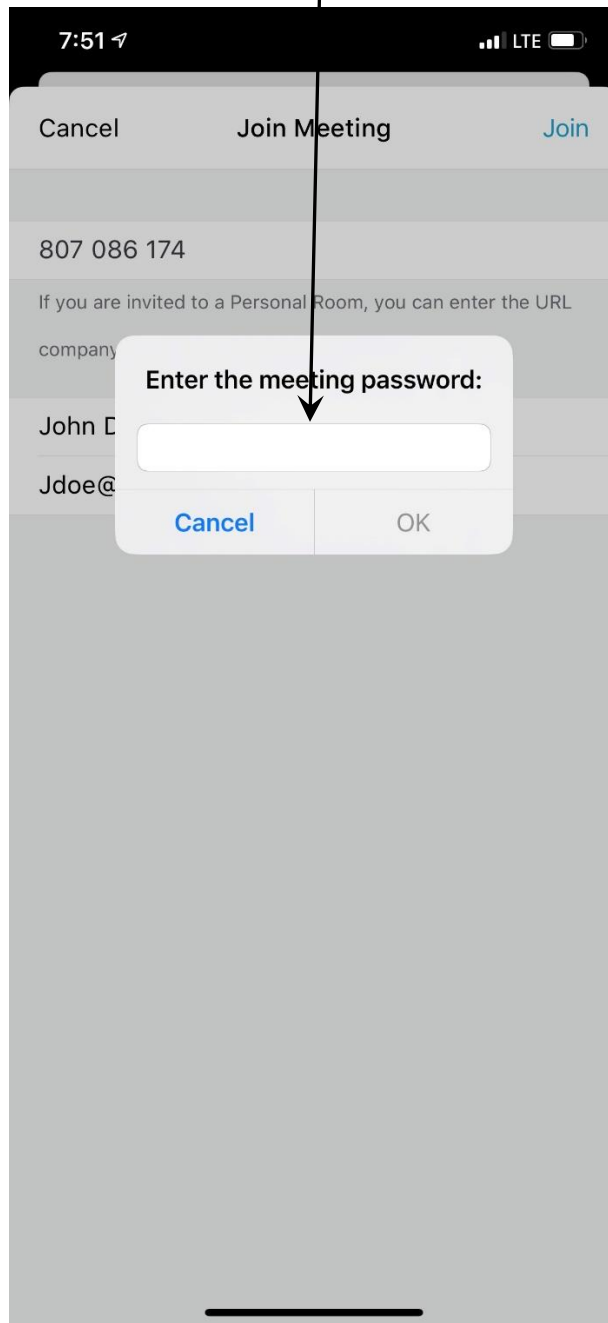 7:51 LTE
Cancel Join Meeting Join
807 086 174
If you are invited to a Personal Room, you can enter the URL
company
Enter the meeting password:
John D
Jdoe@
Cancel OK